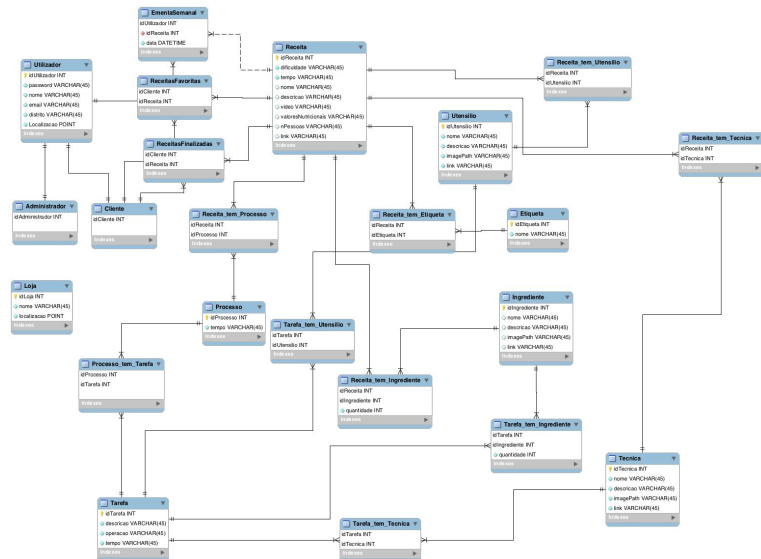 EmentaSemanal
idUtilizador INT
idReceita INT
data DATETIME
Indexes
Utilizador
idUtilizador INT
password VARCHAR(45)
nome VARCHAR(45)
email VARCHAR(45)
distrito VARCHAR(45)
Localizacao POINT
Indexes
ReceitasFavoritas
idCliente INT
idReceita INT
Indexes
ReceitasFinalizadas
idCliente INT
idReceita INT
Indexes
Receita
idReceita INT
dificuldade VARCHAR(45)
tempo VARCHAR(45)
nome VARCHAR(45)
descricao VARCHAR(45)
video VARCHAR(45)
valoresNutricionais VARCHAR(45)
nPessoas VARCHAR(45)
link VARCHAR(45)
Indexes
Receita_tem_Utensilio
idReceita INT
idUtensilio INT
Indexes
Utensilio
idUtensilio INT
nome VARCHAR(45)
descricao VARCHAR(45)
imagePath VARCHAR(45)
link VARCHAR(45)
Indexes
Receita_tem_Tecnica
idReceita INT
idTecnica INT
Indexes
Administrador
idAdministrador INT
Indexes
Cliente
idCliente INT
Indexes
Receita_tem_Processo
idReceita INT
idProcesso INT
Indexes
Receita_tem_Etiqueta
idReceita INT
idEtiqueta INT
Indexes
Etiqueta
idEtiqueta INT
nome VARCHAR(45)
Indexes
Loja
idLoja INT
nome VARCHAR(45)
localizacao POINT
Indexes
Processo
idProcesso INT
tempo VARCHAR(45)
Indexes
Tarefa_tem_Utensilio
idTarefa INT
idUtensilio INT
Indexes
Ingrediente
idIngrediente INT
nome VARCHAR(45)
descricao VARCHAR(45)
imagePath VARCHAR(45)
link VARCHAR(45)
Indexes
Processo_tem_Tarefa
idProcesso INT
idTarefa INT
Indexes
Receita_tem_Ingrediente
idReceita INT
idIngrediente INT
quantidade INT
Indexes
Tarefa_tem_Ingrediente
idTarefa INT
idIngrediente INT
quantidade INT
Indexes
Tecnica
idTecnica INT
nome VARCHAR(45)
descricao VARCHAR(45)
imagePath VARCHAR(45)
link VARCHAR(45)
Indexes
Tarefa
idTarefa INT
descricao VARCHAR(45)
operacao VARCHAR(45)
tempo VARCHAR(45)
Indexes
Tarefa_tem_Tecnica
idTarefa INT
idTecnica INT
Indexes